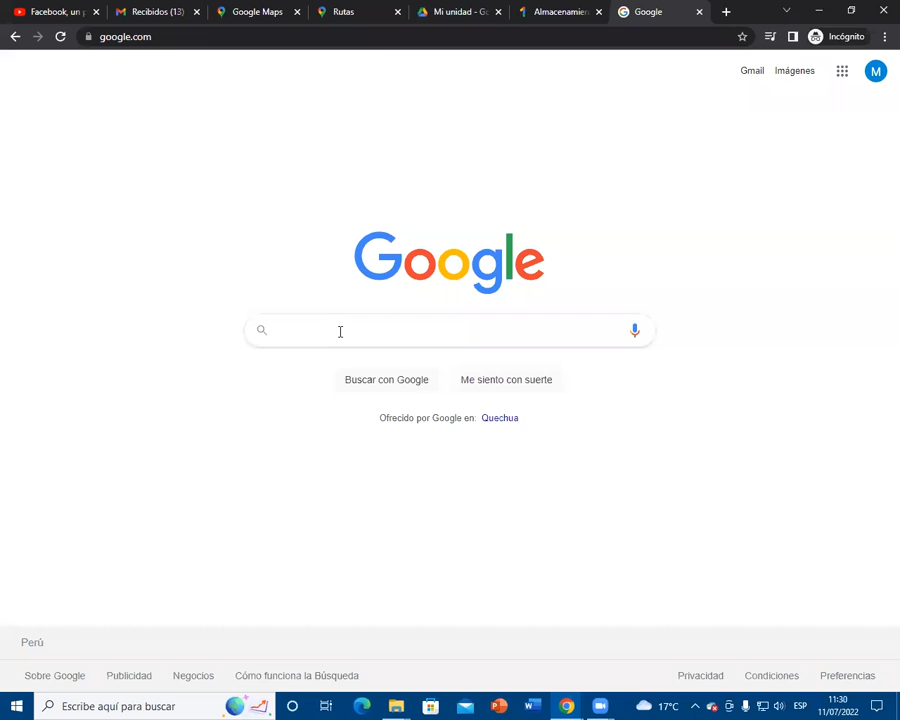 Facebook, un p
Recibidos (13)
Google Maps
Rutas
Mi unidad - Go
Almacenamien
Google
google.com
Incógnito
Gmail
Imágenes
M
Google
Buscar con Google
Me siento con suerte
Ofrecido por Google en: Quechua
Perú
Sobre Google
Publicidad
Negocios
Cómo funciona la Búsqueda
Privacidad
Condiciones
Preferencias
Escribe aquí para buscar
17°C
ESP
11:30
11/07/2022